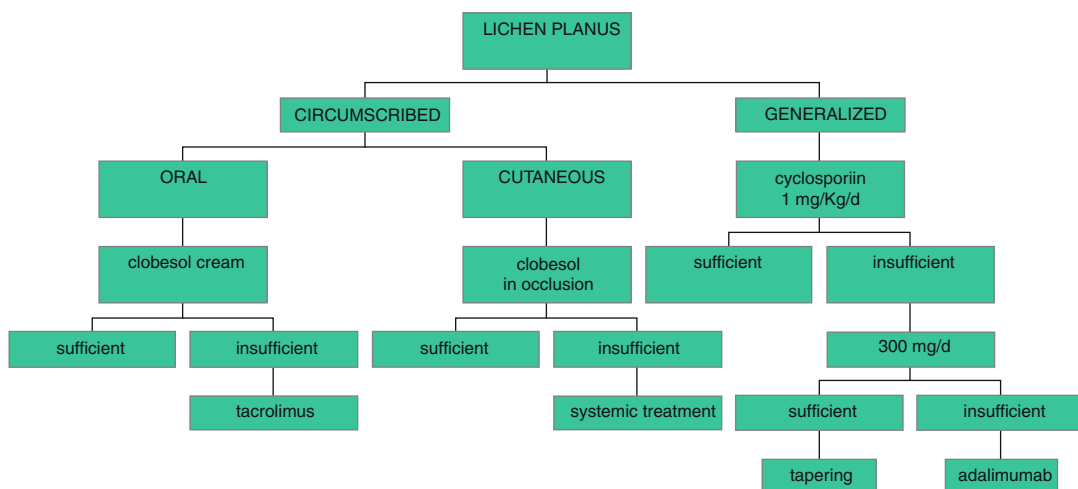 LICHEN PLANUS
CIRCUMSCRIBED
GENERALIZED
ORAL
CUTANEOUS
cyclosporiin
1 mg/Kg/d
clobesol cream
clobesol
in occlusion
sufficient
insufficient
sufficient
insufficient
sufficient
insufficient
300 mg/d
tacrolimus
systemic treatment
sufficient
insufficient
tapering
adalimumab